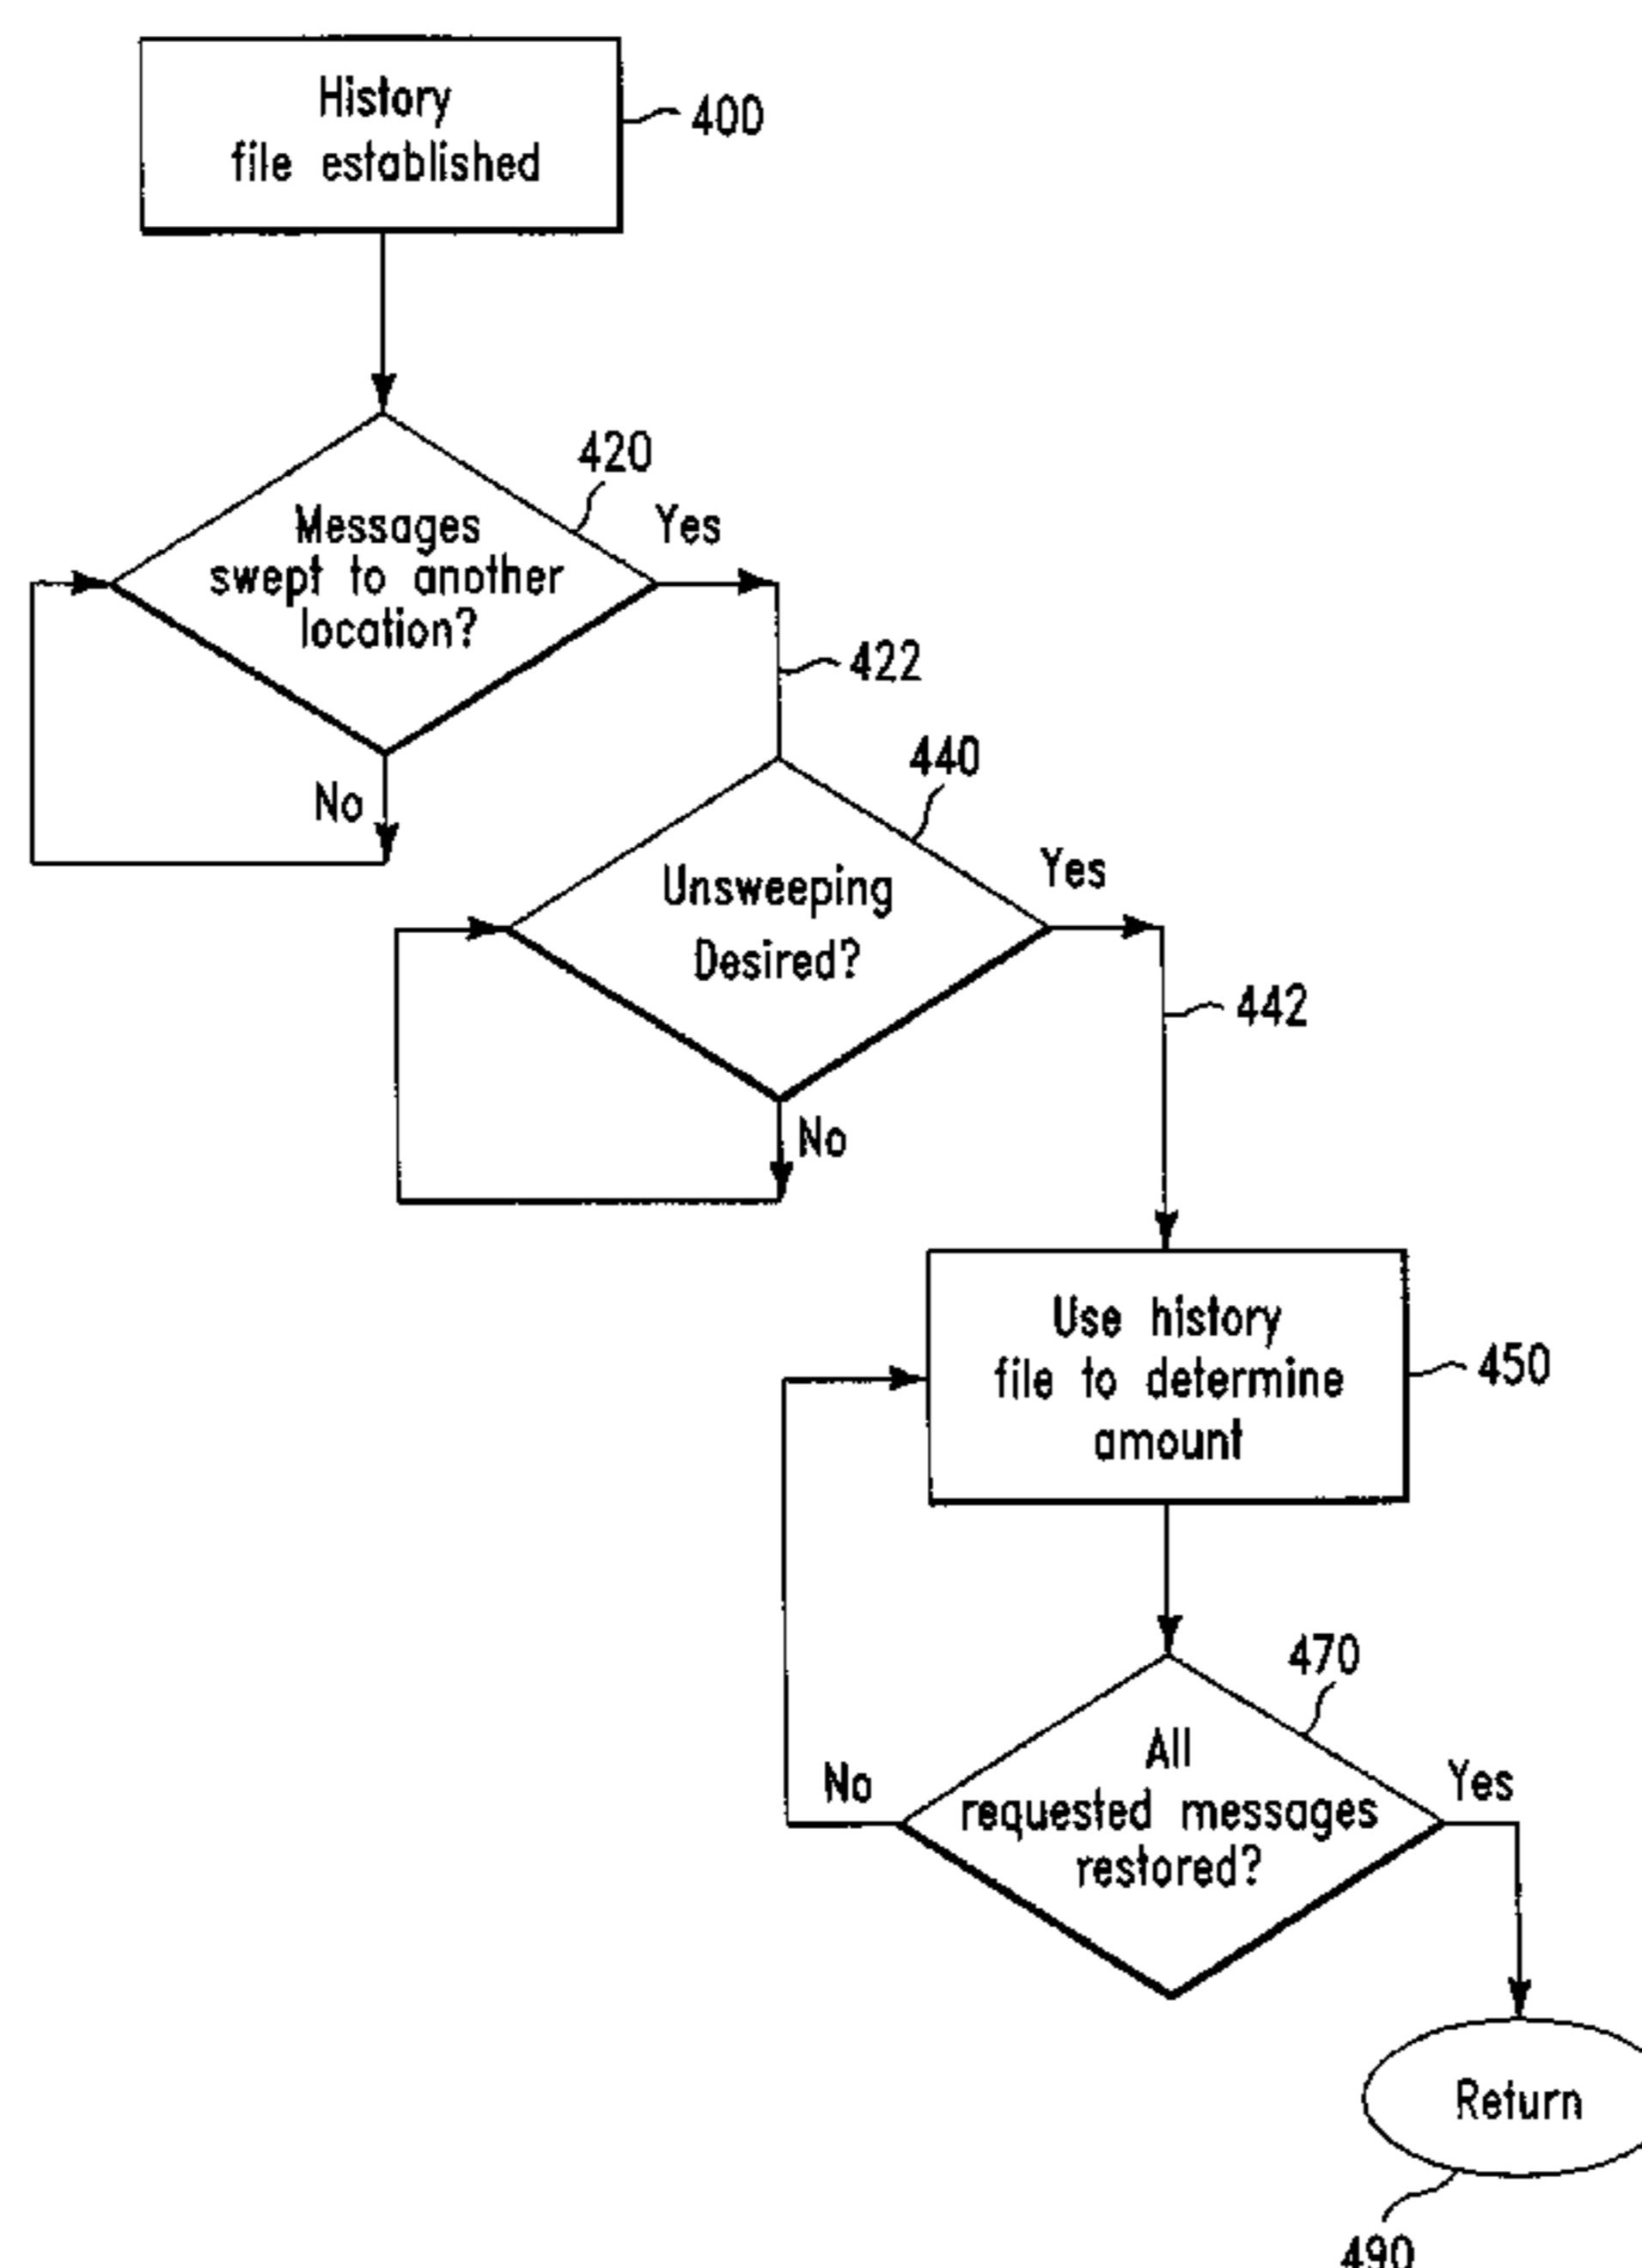 History
file established
400
420
Messages
swept to another
location?
Yes
No
422
440
Unsweeping
Desired?
Yes
No
442
Use history
file to determine
amount
450
470
All
requested messages
restored?
No
Yes
Return
490